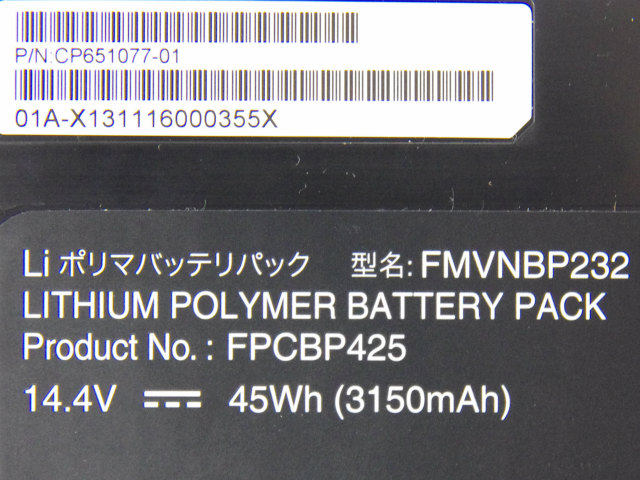 P/N:CP651077-01
01A-X131116000355X
Li ポリマバッテリパック 型名: FMVNBP232
LITHIUM POLYMER BATTERY PACK
Product No. : FPCBP425
14.4V ⎓ 45Wh (3150mAh)